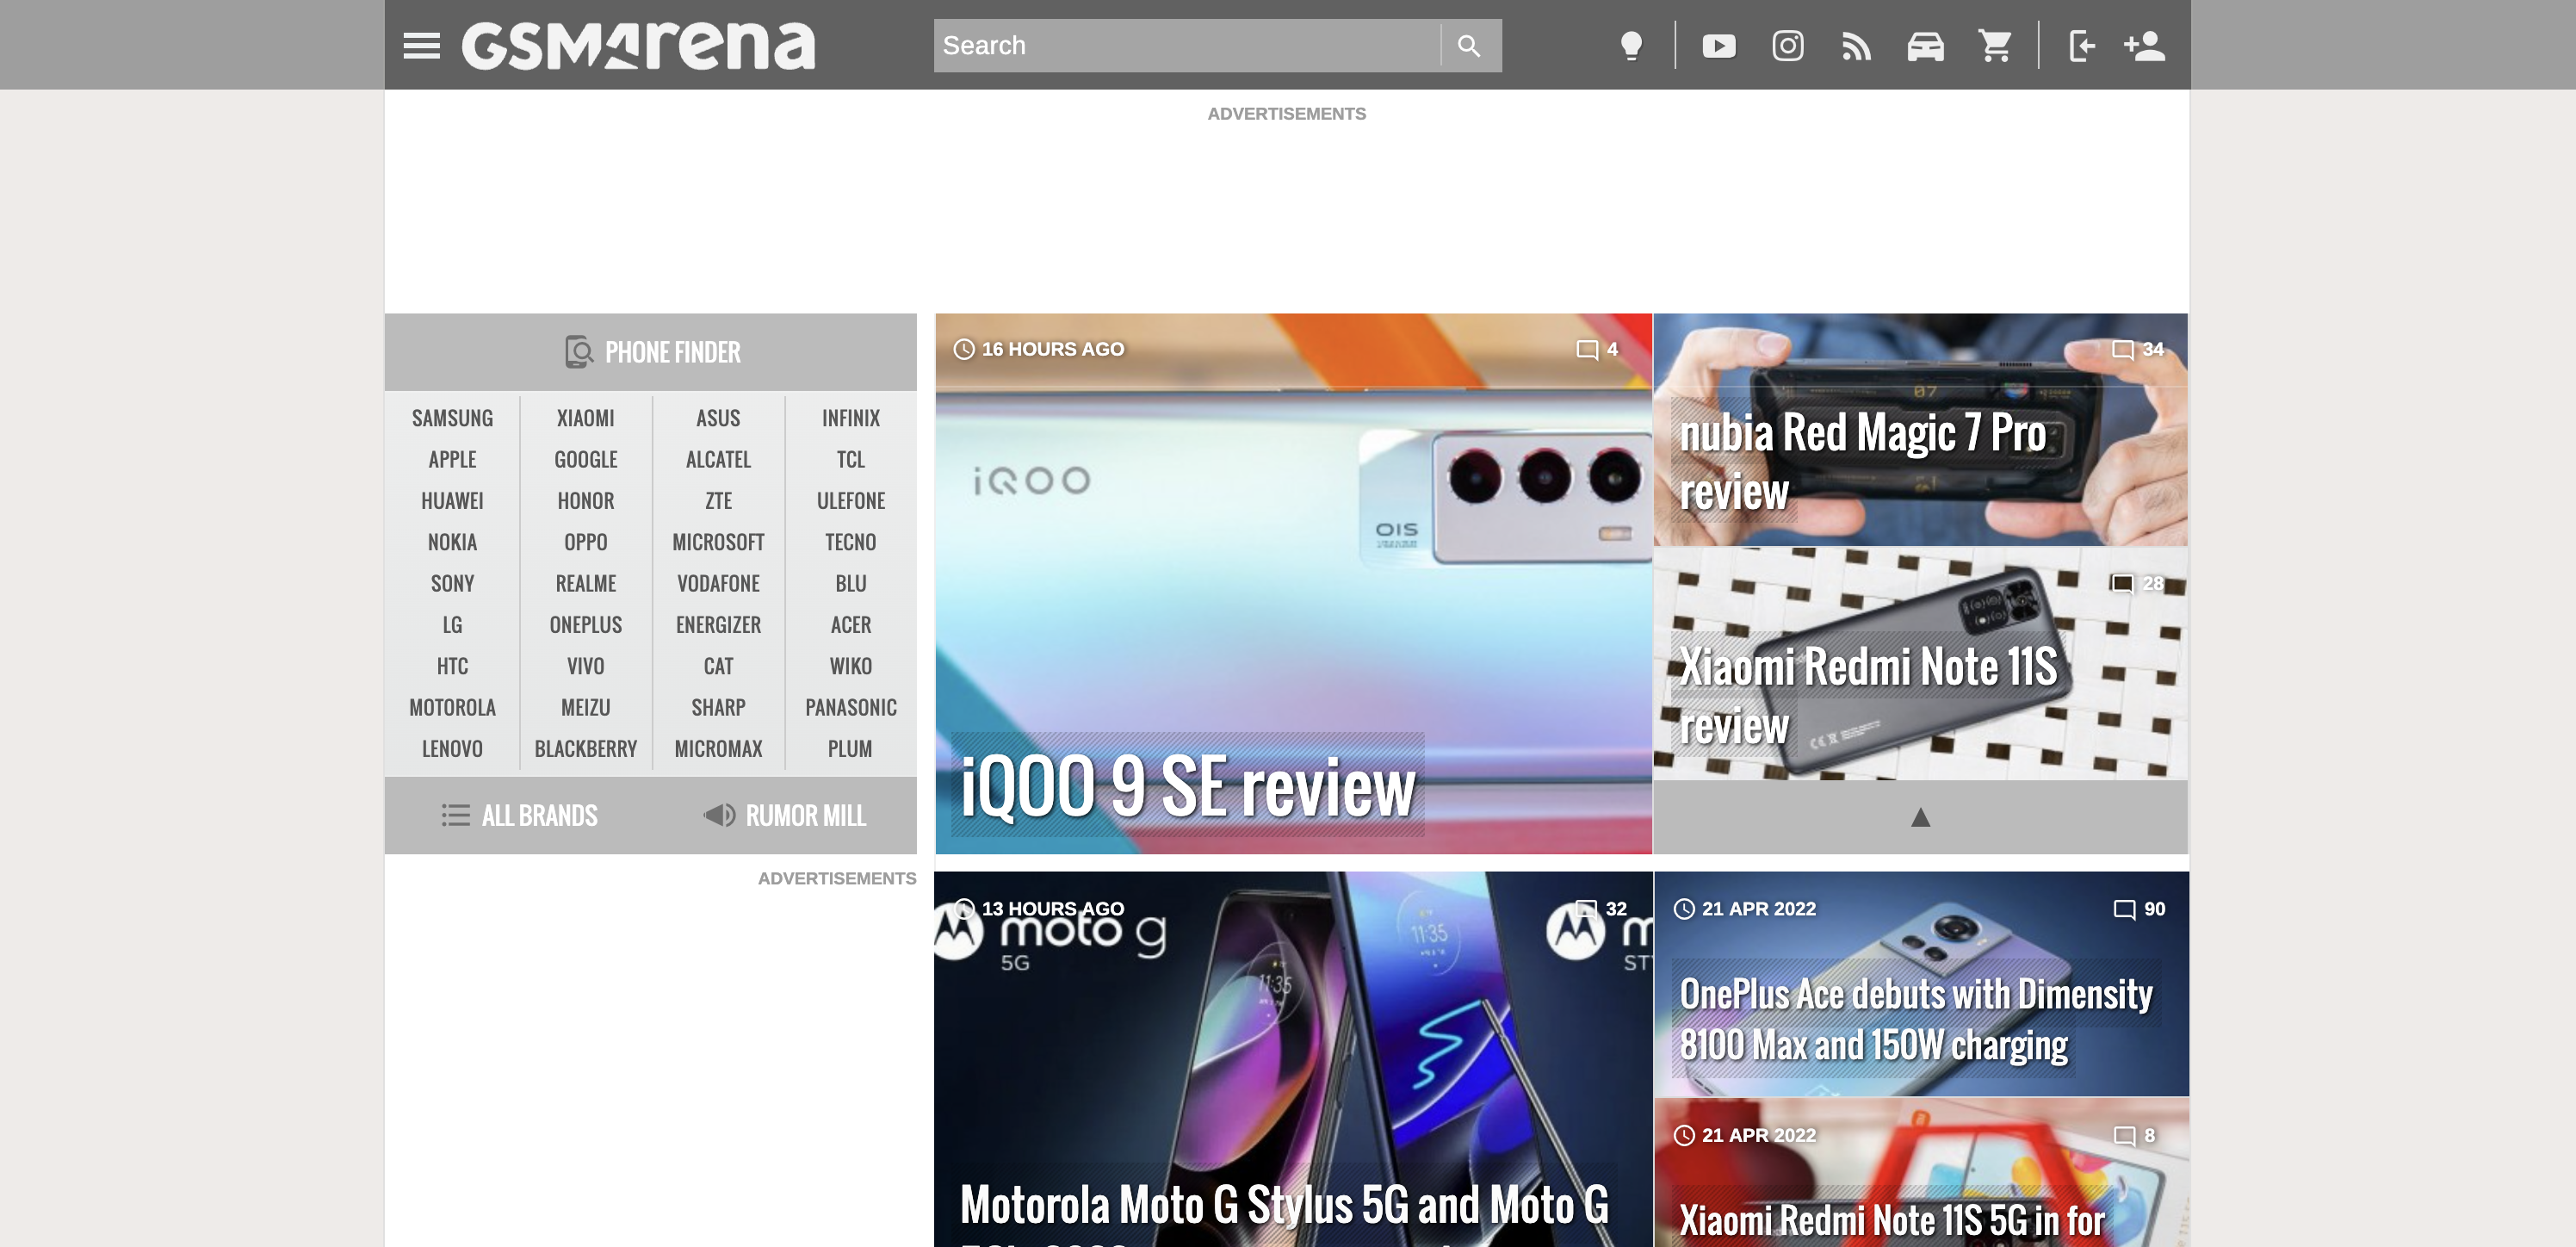 GSMArena
Search
ADVERTISEMENTS
PHONE FINDER
SAMSUNG XIAOMI ASUS INFINIX
APPLE GOOGLE ALCATEL TCL
HUAWEI HONOR ZTE ULEFONE
NOKIA OPPO MICROSOFT TECNO
SONY REALME VODAFONE BLU
LG ONEPLUS ENERGIZER ACER
HTC VIVO CAT WIKO
MOTOROLA MEIZU SHARP PANASONIC
LENOVO BLACKBERRY MICROMAX PLUM
ALL BRANDS RUMOR MILL
ADVERTISEMENTS
16 HOURS AGO 4
iQOO
OIS
iQOO 9 SE review
34
07
nubia Red Magic 7 Pro
review
28
Xiaomi Redmi Note 11S
review
13 HOURS AGO 32
moto g
5G
11:35
11:35
Motorola Moto G Stylus 5G and Moto G
21 APR 2022 90
OnePlus Ace debuts with Dimensity
8100 Max and 150W charging
21 APR 2022 8
Xiaomi Redmi Note 11S 5G in for